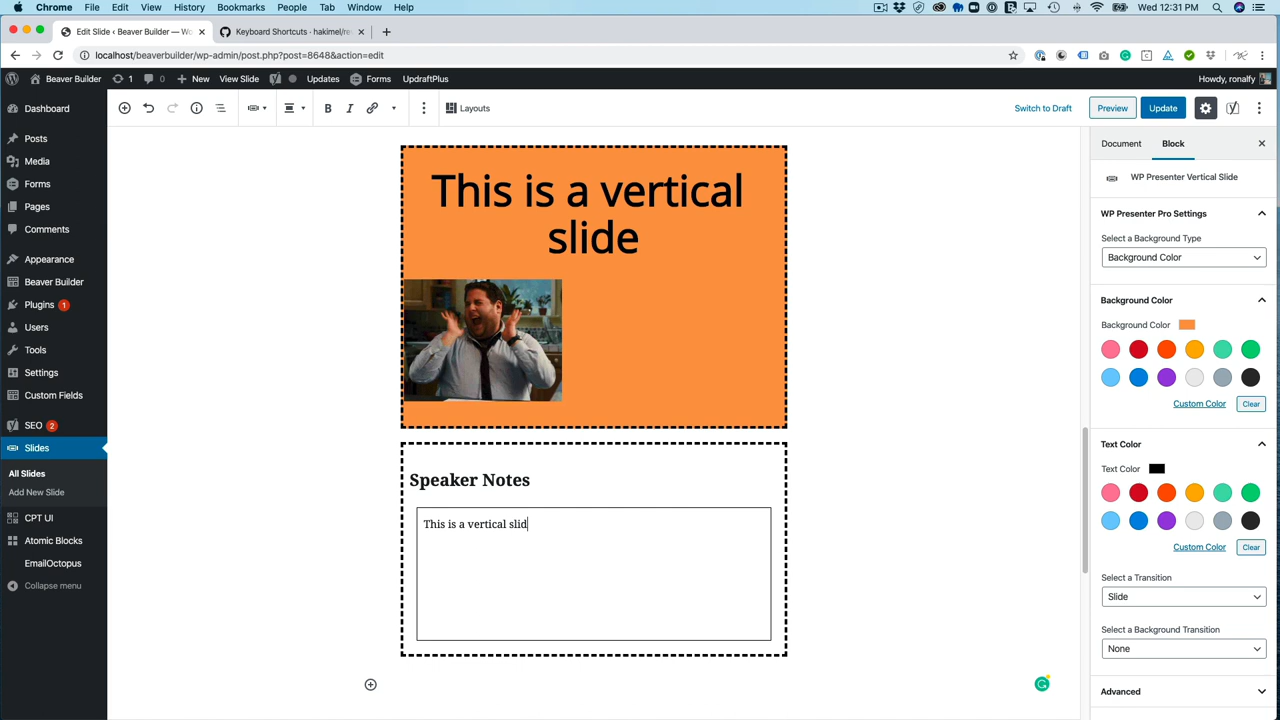 Chrome File Edit View History Bookmarks People Tab Window Help Wed 12:31 PM
Edit Slide ‹ Beaver Builder — Wo Keyboard Shortcuts · hakimel/re
localhost/beaverbuilder/wp-admin/post.php?post=8648&action=edit
Beaver Builder 1 0 New View Slide Updates Forms UpdraftPlus Howdy, ronalfy
Dashboard
Posts
Media
Forms
Pages
Comments
Appearance
Beaver Builder
Plugins 1
Users
Tools
Settings
Custom Fields
SEO 2
Slides
All Slides
Add New Slide
CPT UI
Atomic Blocks
EmailOctopus
Collapse menu
B I Layouts Switch to Draft Preview Update
This is a vertical
slide
Speaker Notes
This is a vertical slid
Document Block
WP Presenter Vertical Slide
WP Presenter Pro Settings
Select a Background Type
Background Color
Background Color
Background Color
Custom Color Clear
Text Color
Text Color
Custom Color Clear
Select a Transition
Slide
Select a Background Transition
None
Advanced